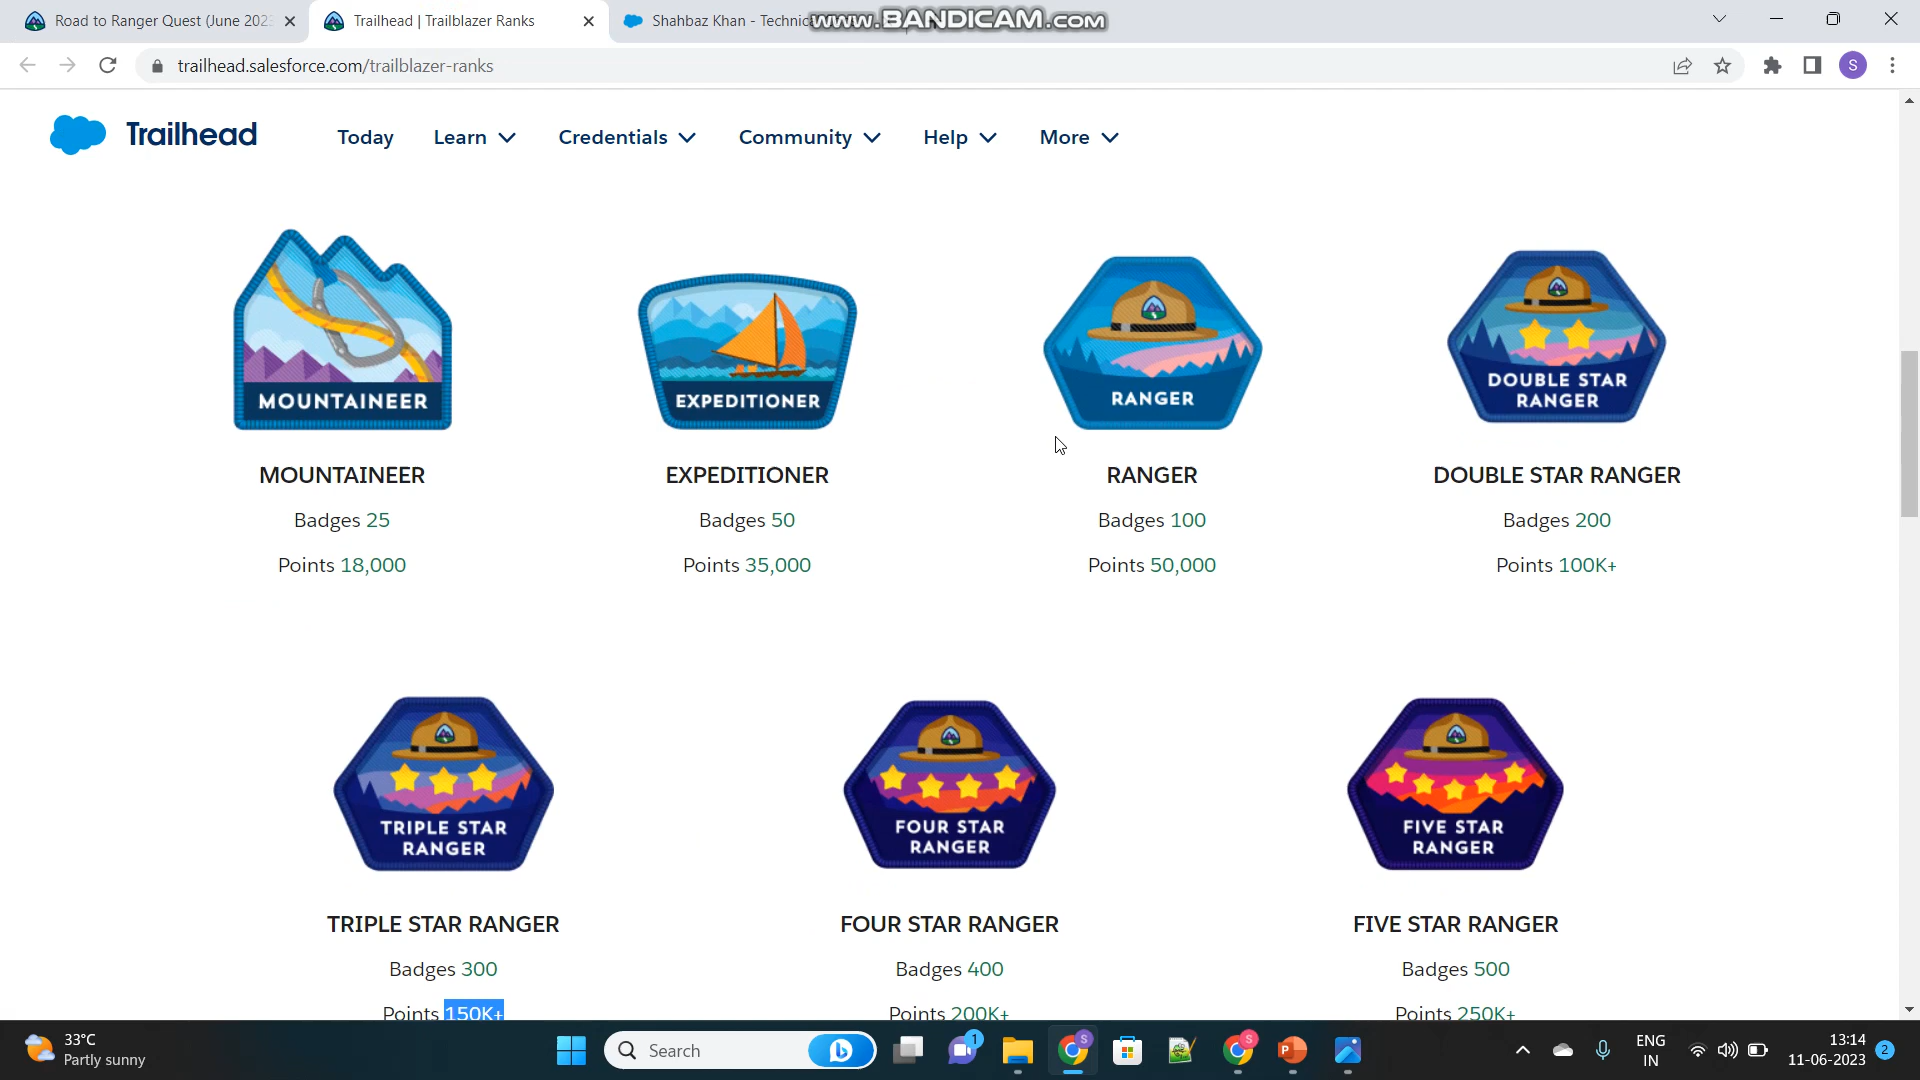 Road to Ranger Quest (June 202
Trailhead | Trailblazer Ranks
Shahbaz Khan - Technic
www.BANDICAM.com
trailhead.salesforce.com/trailblazer-ranks
S
Trailhead
Today
Learn
Credentials
Community
Help
More
MOUNTAINEER
EXPEDITIONER
RANGER
DOUBLE STAR
RANGER
MOUNTAINEER
EXPEDITIONER
RANGER
DOUBLE STAR RANGER
Badges 25
Badges 50
Badges 100
Badges 200
Points 18,000
Points 35,000
Points 50,000
Points 100K+
TRIPLE STAR
RANGER
FOUR STAR
RANGER
FIVE STAR
RANGER
TRIPLE STAR RANGER
FOUR STAR RANGER
FIVE STAR RANGER
Badges 300
Badges 400
Badges 500
Points 150K+
Points 200K+
Points 250K+
33°C
Partly sunny
Search
1
S
S
ENG
IN
13:14
11-06-2023
2